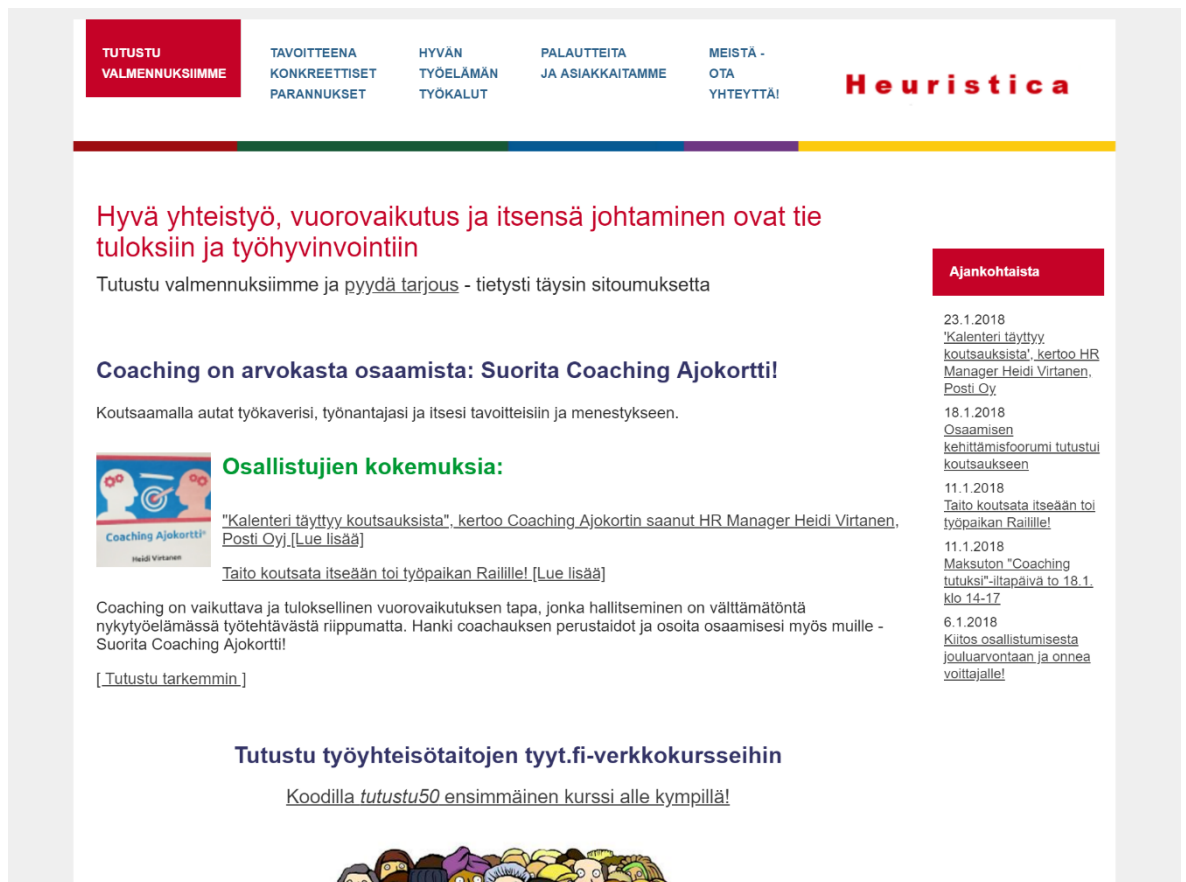 TUTUSTU
VALMENNUKSIIMME
TAVOITTEENA
KONKREETTISET
PARANNUKSET
HYVÄN
TYÖELÄMÄN
TYÖKALUT
PALAUTTEITA
JA ASIAKKAITAMME
MEISTÄ -
OTA
YHTEYTTÄ!
Heuristica
Hyvä yhteistyö, vuorovaikutus ja itsensä johtaminen ovat tie
tuloksiin ja työhyvinvointiin
Tutustu valmennuksiimme ja pyydä tarjous - tietysti täysin sitoumuksetta
Coaching on arvokasta osaamista: Suorita Coaching Ajokortti!
Koutsaamalla autat työkaverisi, työnantajasi ja itsesi tavoitteisiin ja menestykseen.
Coaching Ajokortti®
Heidi Virtanen
Osallistujien kokemuksia:
"Kalenteri täyttyy koutsauksista", kertoo Coaching Ajokortin saanut HR Manager Heidi Virtanen,
Posti Oyj [Lue lisää]
Taito koutsata itseään toi työpaikan Railille! [Lue lisää]
Coaching on vaikuttava ja tuloksellinen vuorovaikutuksen tapa, jonka hallitseminen on välttämätöntä
nykytyöelämässä työtehtävästä riippumatta. Hanki coachauksen perustaidot ja osoita osaamisesi myös muille -
Suorita Coaching Ajokortti!
[ Tutustu tarkemmin ]
Tutustu työyhteisötaitojen tyyt.fi-verkkokursseihin
Koodilla tutustu50 ensimmäinen kurssi alle kympillä!
Ajankohtaista
23.1.2018
'Kalenteri täyttyy
koutsauksista', kertoo HR
Manager Heidi Virtanen,
Posti Oy
18.1.2018
Osaamisen
kehittämisfoorumi tutustui
koutsaukseen
11.1.2018
Taito koutsata itseään toi
työpaikan Railille!
11.1.2018
Maksuton "Coaching
tutuksi"-iltapäivä to 18.1.
klo 14-17
6.1.2018
Kiitos osallistumisesta
jouluarvontaan ja onnea
voittajalle!